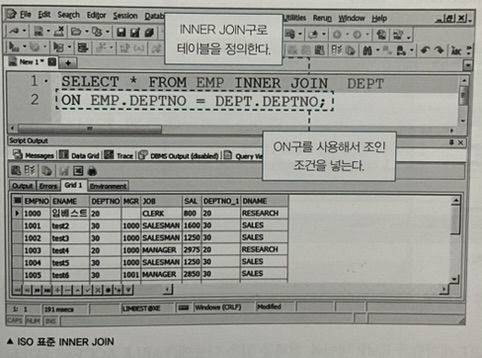 File Edit Search Editor Session
Utilities Rerun Window Help
INNER JOIN구로
테이블을 정의한다.
New 1 *
1 SELECT * FROM EMP INNER JOIN DEPT
2 ON EMP.DEPTNO = DEPT.DEPTNO;
ON구를 사용해서 조인
조건을 넣는다.
Script Output
Messages Data Grid Trace DBMS Output (disabled) Query
Output Errors Grid 1 Environment
EMPNO ENAME DEPTNO MGR JOB SAL DEPTNO_1 DNAME
1000 임베스트 20 CLERK 800 20 RESEARCH
1001 test2 30 1000 SALESMAN 1600 30 SALES
1002 test3 30 1000 SALESMAN 1250 30 SALES
1003 test4 20 1000 MANAGER 2975 20 RESEARCH
1004 test5 30 1000 SALESMAN 1250 30 SALES
1005 test6 30 1001 MANAGER 2850 30 SALES
1: 1 191 msecs LIMBEST@XE Windows (CRLF) Modified
CAPS NUM INS
▲ ISO 표준 INNER JOIN